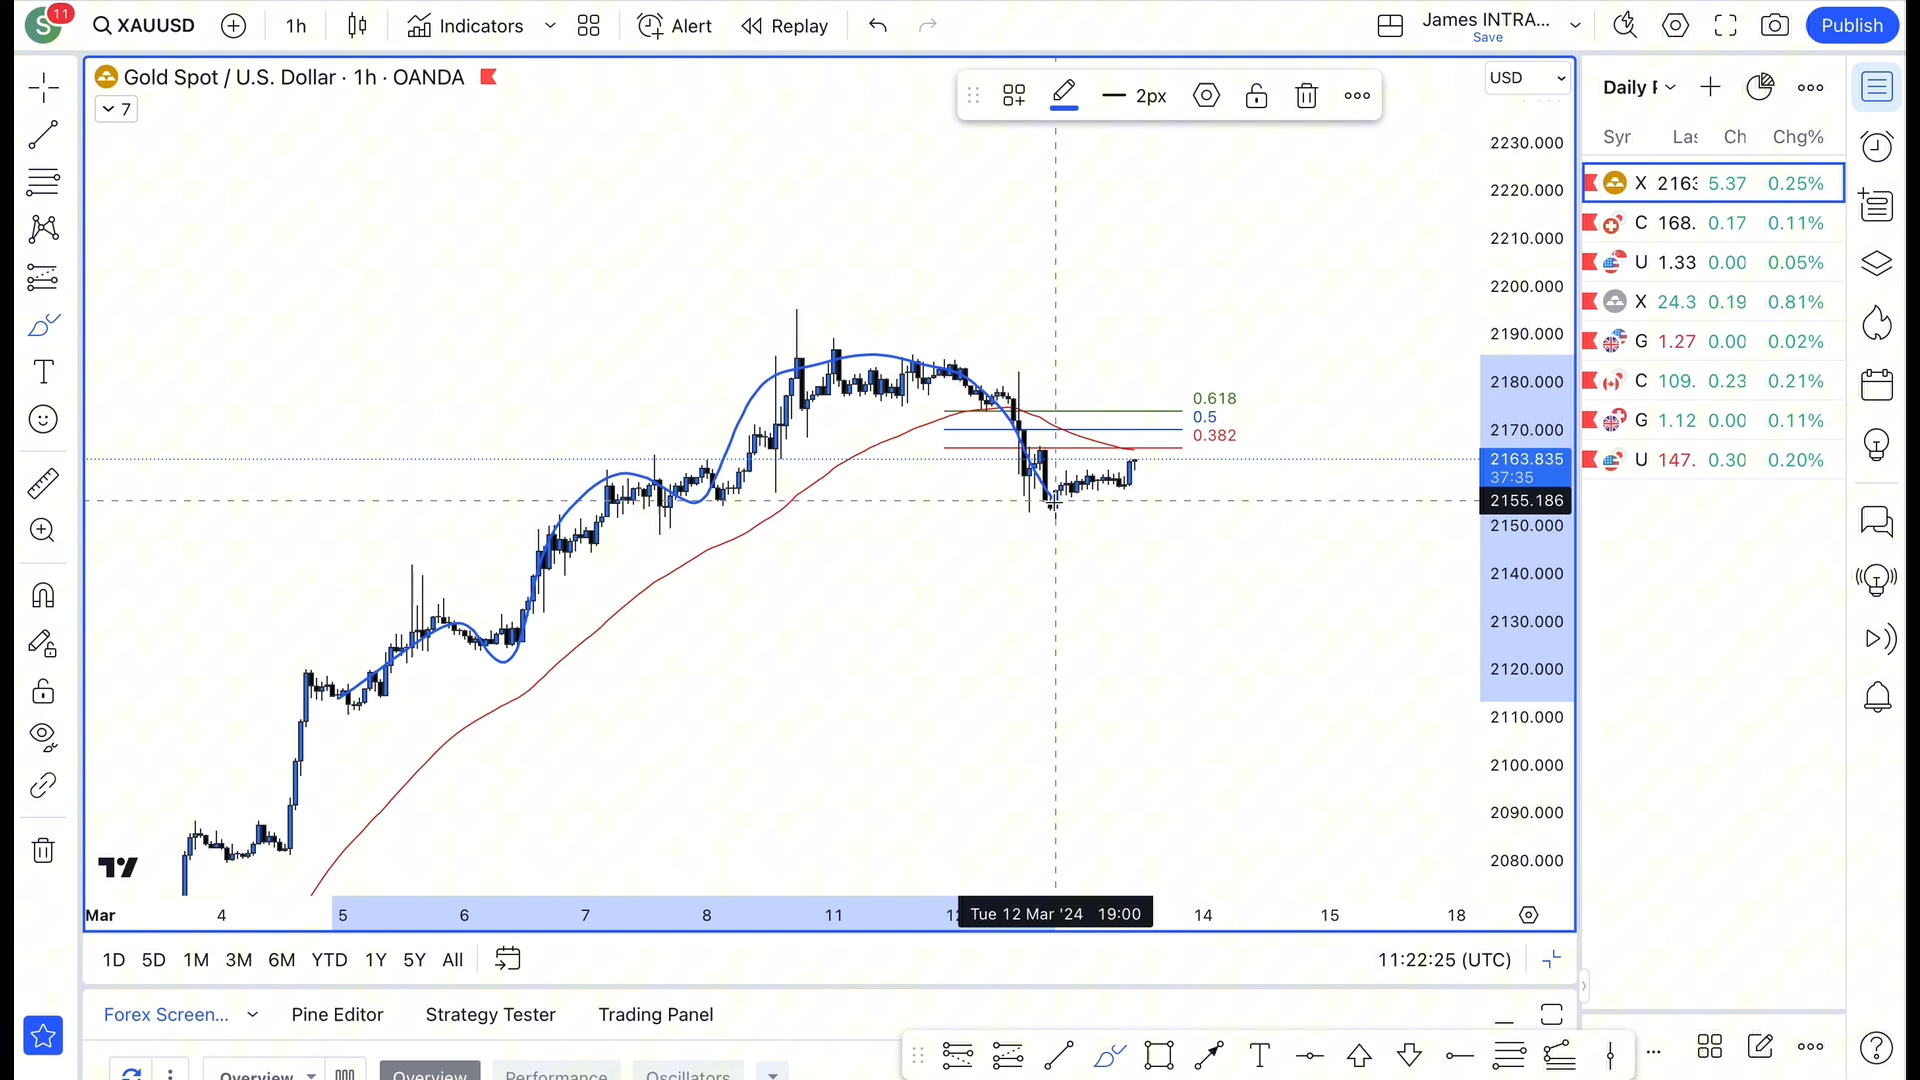 S
11
XAUUSD
1h
Indicators
Alert
Replay
James INTRA...
Save
Publish
Gold Spot / U.S. Dollar · 1h · OANDA
7
2px
USD
2230.000
2220.000
2210.000
2200.000
2190.000
2180.000
2170.000
2163.835
37:35
2155.186
2150.000
2140.000
2130.000
2120.000
2110.000
2100.000
2090.000
2080.000
0.618
0.5
0.382
Mar
4
5
6
7
8
11
Tue 12 Mar '24 19:00
14
15
18
1D
5D
1M
3M
6M
YTD
1Y
5Y
All
11:22:25 (UTC)
Forex Screen...
Pine Editor
Strategy Tester
Trading Panel
Overview
Overview
Performance
Oscillators
Daily
Syr
Chg%
X 2163 5.37 0.25%
C 168. 0.17 0.11%
U 1.33 0.00 0.05%
X 24.3 0.19 0.81%
G 1.27 0.00 0.02%
C 109. 0.23 0.21%
G 1.12 0.00 0.11%
U 147. 0.30 0.20%